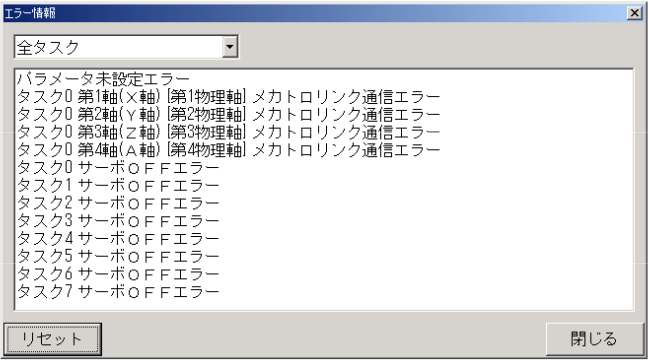 エラー情報
全タスク
パラメータ未設定エラー
タスク0 第1軸(X軸) [第1物理軸] メカトロリンク通信エラー
タスク0 第2軸(Y軸) [第2物理軸] メカトロリンク通信エラー
タスク0 第3軸(Z軸) [第3物理軸] メカトロリンク通信エラー
タスク0 第4軸(A軸) [第4物理軸] メカトロリンク通信エラー
タスク0 サーボOFFエラー
タスク1 サーボOFFエラー
タスク2 サーボOFFエラー
タスク3 サーボOFFエラー
タスク4 サーボOFFエラー
タスク5 サーボOFFエラー
タスク6 サーボOFFエラー
タスク7 サーボOFFエラー
リセット
閉じる